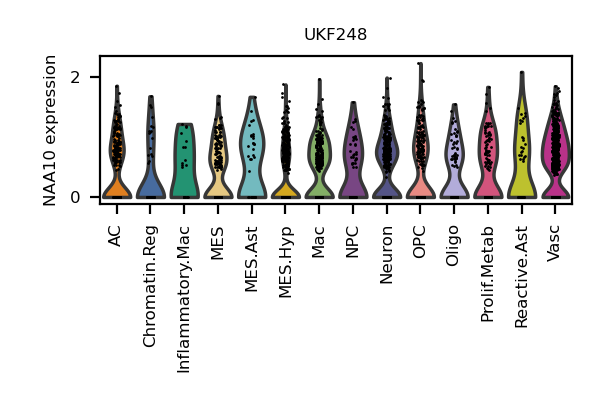 UKF248
NAA10 expression
2
0
AC
Chromatin.Reg
Inflammatory.Mac
MES
MES.Ast
MES.Hyp
Mac
NPC
Neuron
OPC
Oligo
Prolif.Metab
Reactive.Ast
Vasc